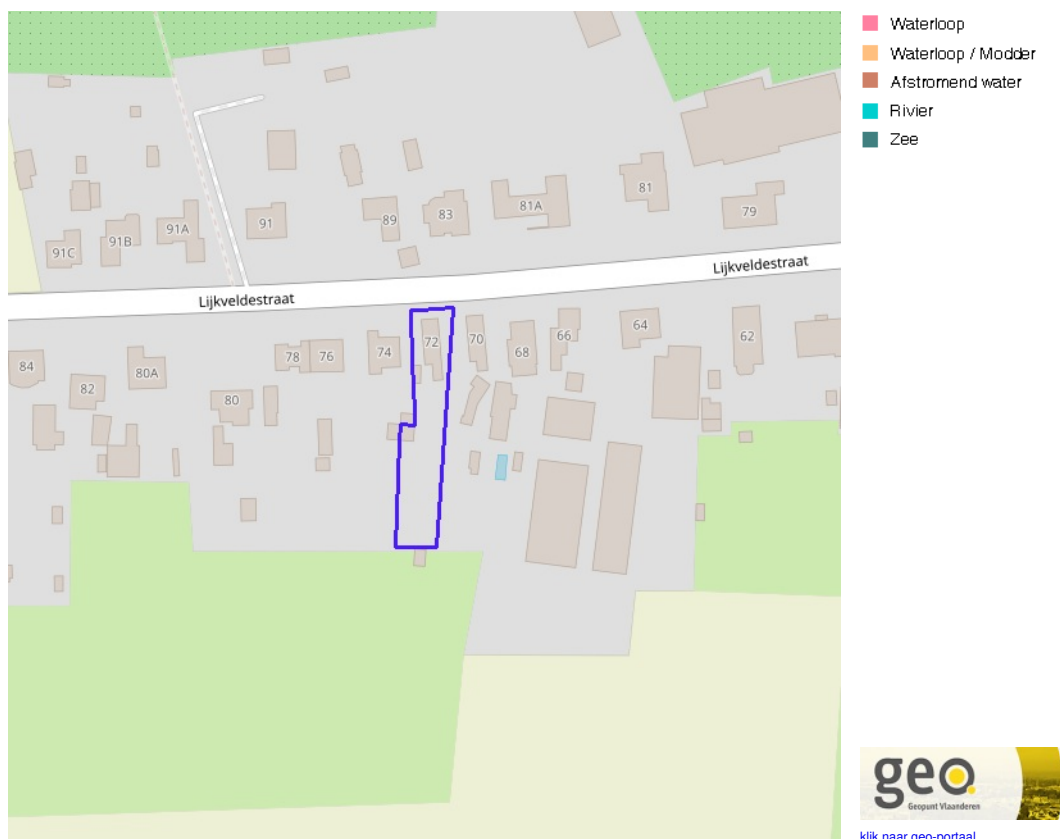 Waterloop
Waterloop / Modder
Afstromend water
Rivier
Zee
81
81A
79
89
83
91
91A
91B
91C
Lijkveldestraat
Lijkveldestraat
84
82
80A
80
78
76
74
72
70
68
66
64
62
geo.
Geopunt Vlaanderen
klik naar geo-portaal